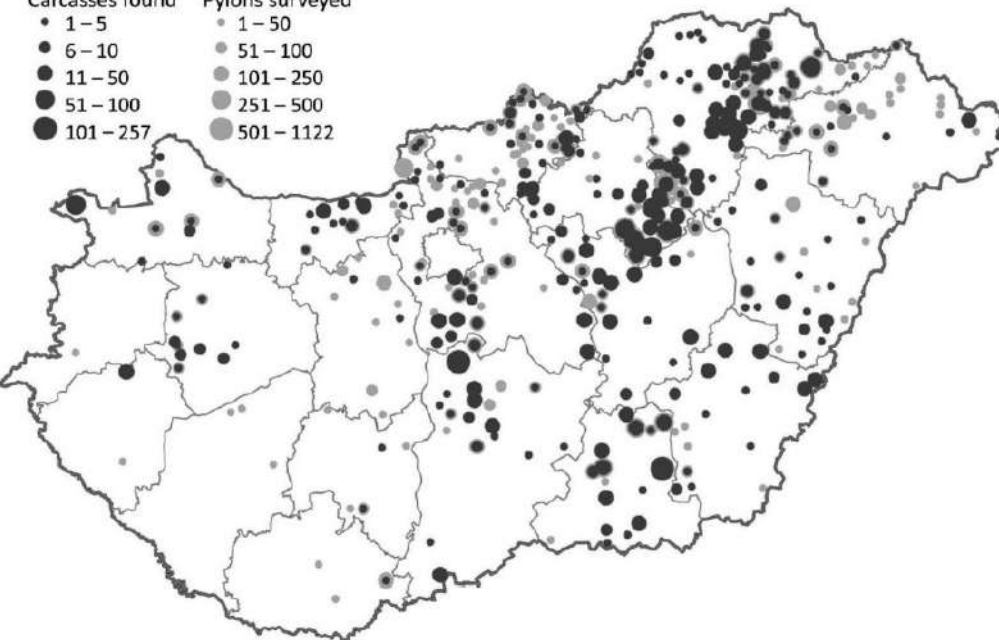 Carcasses found Pylons surveyed
1 – 5 1 – 50
6 – 10 51 – 100
11 – 50 101 – 250
51 – 100 251 – 500
101 – 257 501 – 1122